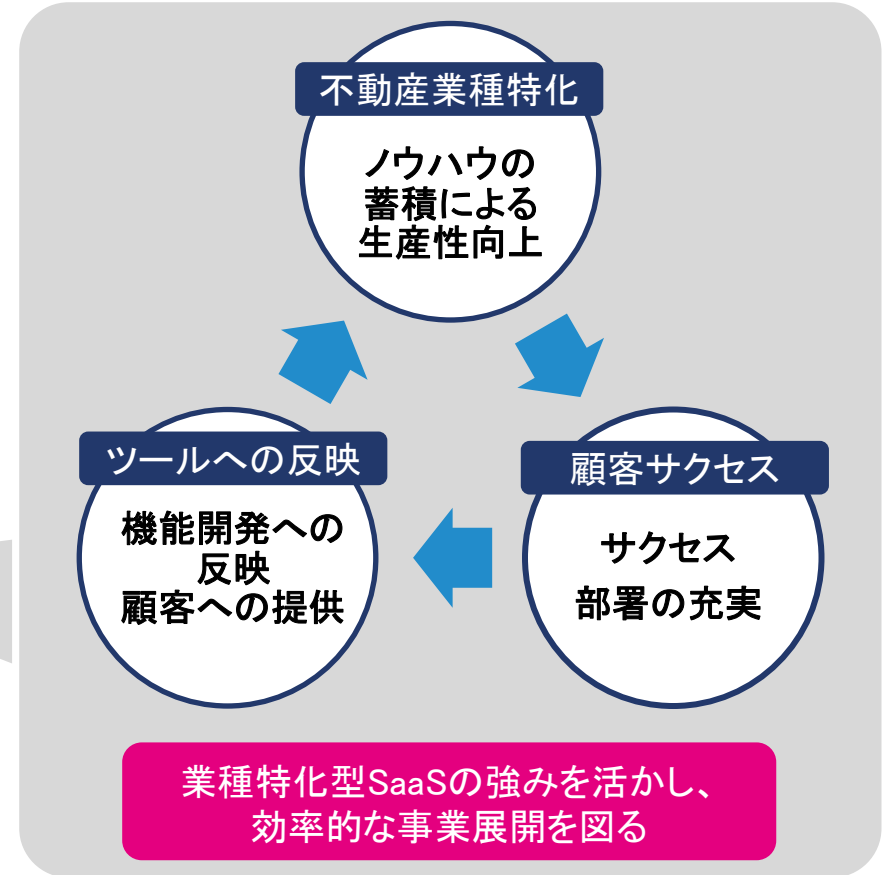 不動産業種特化
ノウハウの
蓄積による
生産性向上
ツールへの反映
機能開発への
反映
顧客への提供
顧客サクセス
サクセス
部署の充実
業種特化型SaaSの強みを活かし、
効率的な事業展開を図る